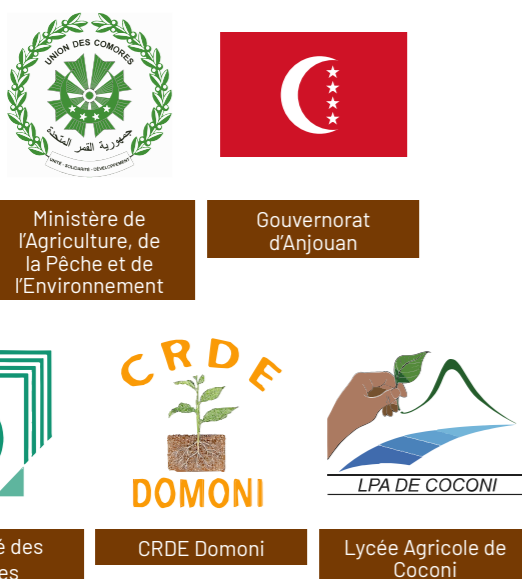 UNION DES COMORES
جمهورية القمر المتحدة
UNITÉ - SOLIDARITÉ - DÉVELOPPEMENT
Ministère de
l'Agriculture, de
la Pêche et de
l'Environnement
Gouvernorat
d'Anjouan
CRDE
DOMONI
LPA DE COCONI
é des
es
CRDE Domoni
Lycée Agricole de
Coconi